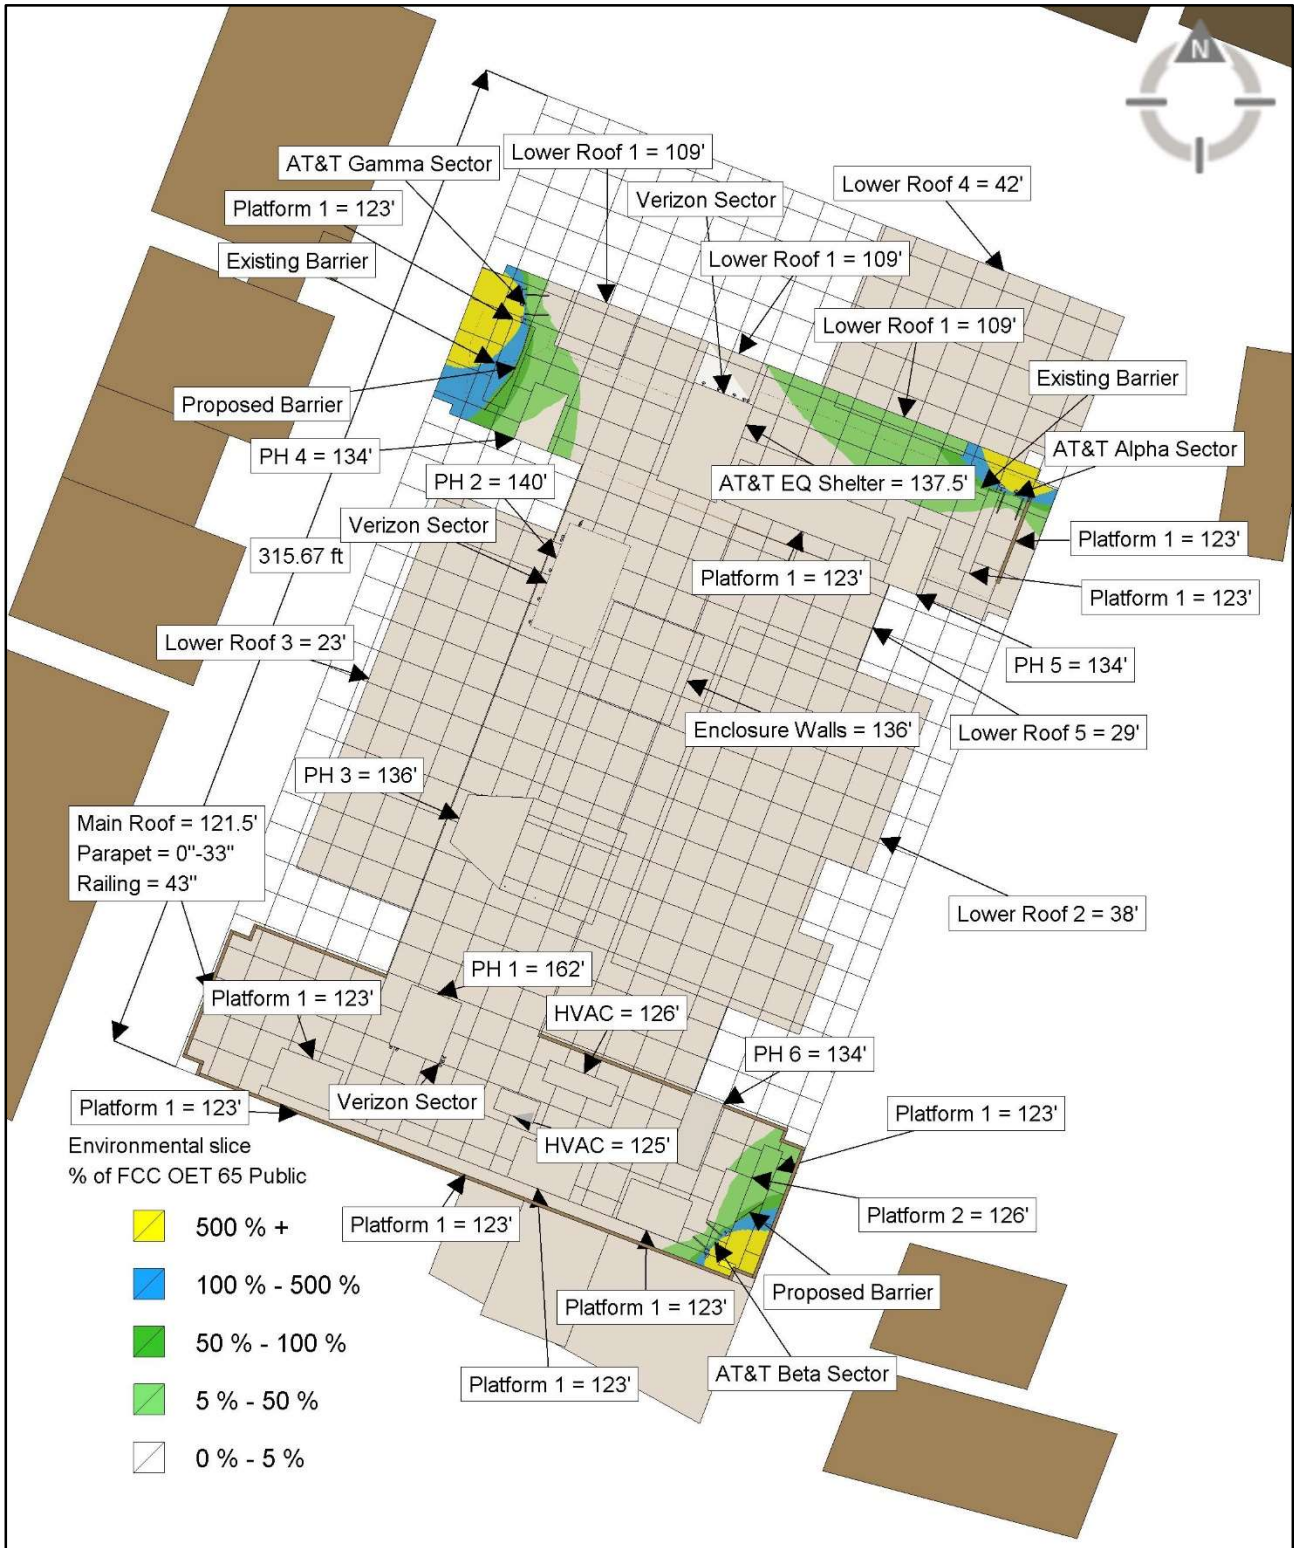 N
Lower Roof 1 = 109'
AT&T Gamma Sector
Lower Roof 4 = 42'
Verizon Sector
Platform 1 = 123'
Existing Barrier
Lower Roof 1 = 109'
Lower Roof 1 = 109'
Existing Barrier
Proposed Barrier
AT&T Alpha Sector
PH 4 = 134'
PH 2 = 140'
AT&T EQ Shelter = 137.5'
Verizon Sector
Platform 1 = 123'
315.67 ft
Platform 1 = 123'
Platform 1 = 123'
Lower Roof 3 = 23'
PH 5 = 134'
Enclosure Walls = 136'
Lower Roof 5 = 29'
PH 3 = 136'
Main Roof = 121.5'
Parapet = 0"-33"
Railing = 43"
Lower Roof 2 = 38'
PH 1 = 162'
Platform 1 = 123'
HVAC = 126'
PH 6 = 134'
Platform 1 = 123'
Verizon Sector
Platform 1 = 123'
HVAC = 125'
Environmental slice
% of FCC OET 65 Public
Platform 2 = 126'
Platform 1 = 123'
500 % +
100 % - 500 %
Proposed Barrier
Platform 1 = 123'
50 % - 100 %
AT&T Beta Sector
Platform 1 = 123'
5 % - 50 %
0 % - 5 %